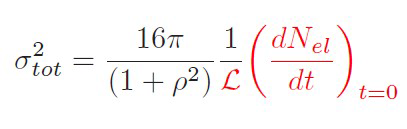 σ²_tot = 16π/(1 + ρ²) 1/ℒ (dN_el/dt)_t=0